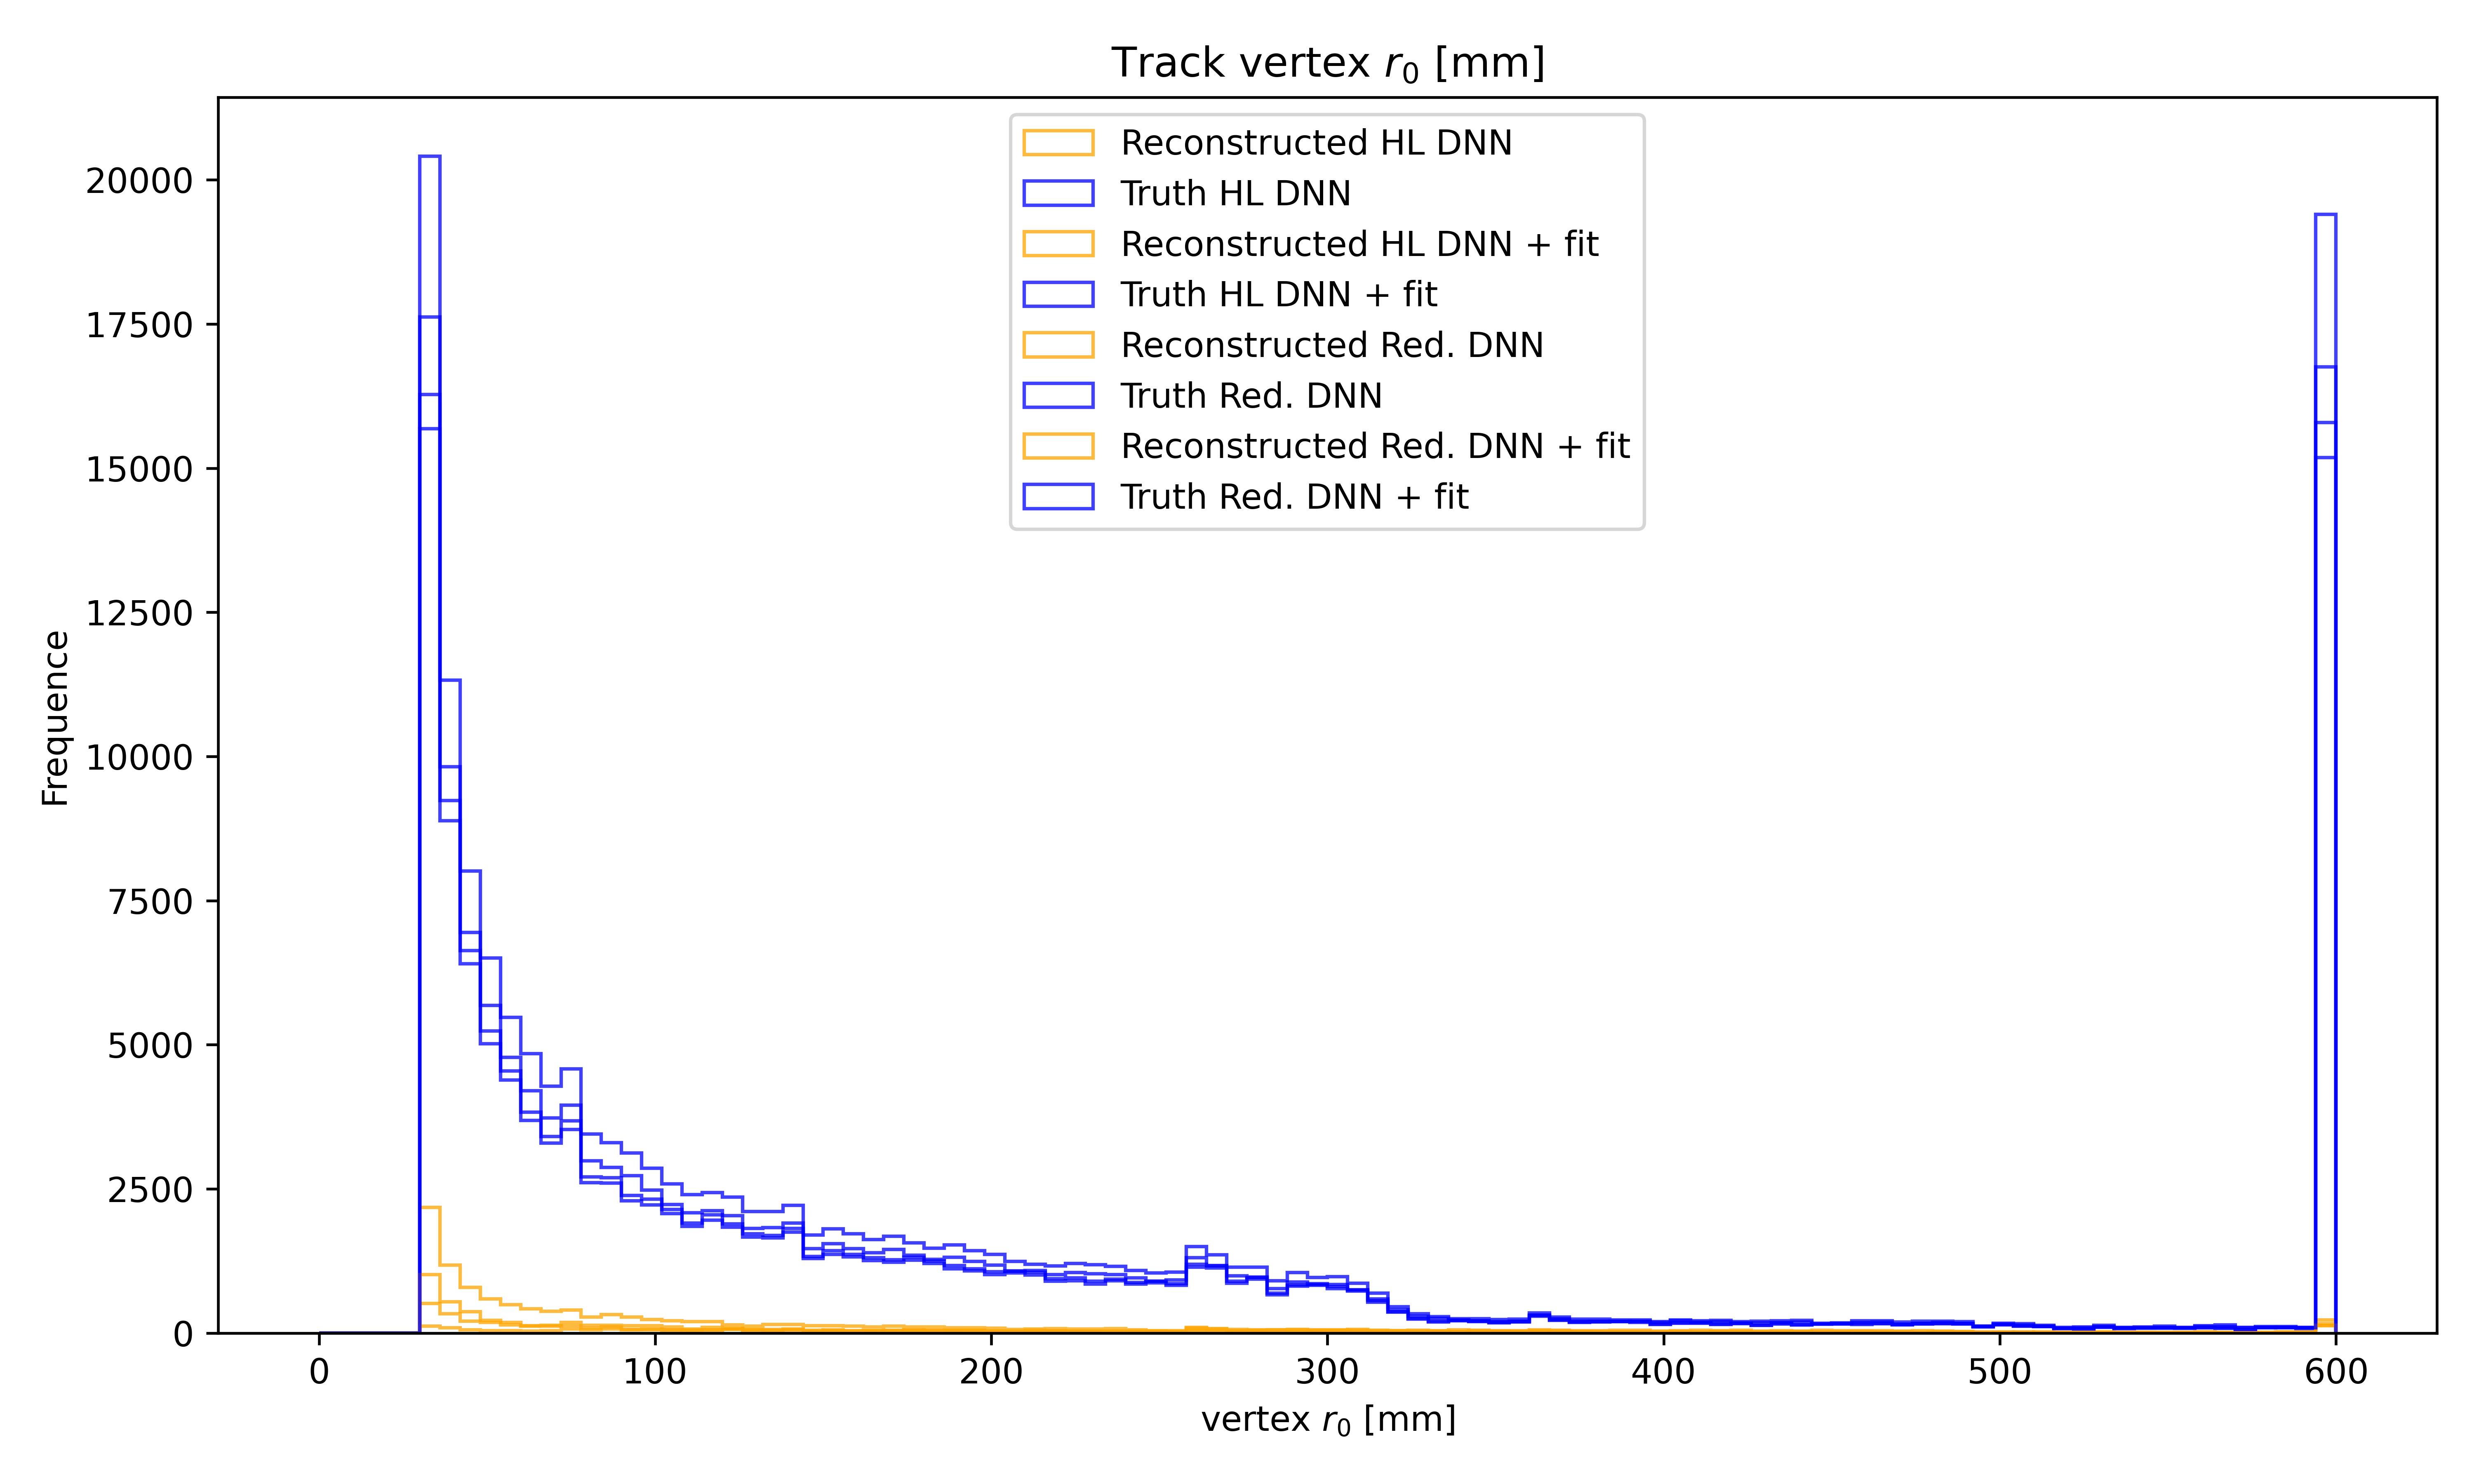 Track vertex r₀ [mm]
Reconstructed HL DNN
Truth HL DNN
Reconstructed HL DNN + fit
Truth HL DNN + fit
Reconstructed Red. DNN
Truth Red. DNN
Reconstructed Red. DNN + fit
Truth Red. DNN + fit
Frequence
20000
17500
15000
12500
10000
7500
5000
2500
0
0 100 200 300 400 500 600
vertex r₀ [mm]